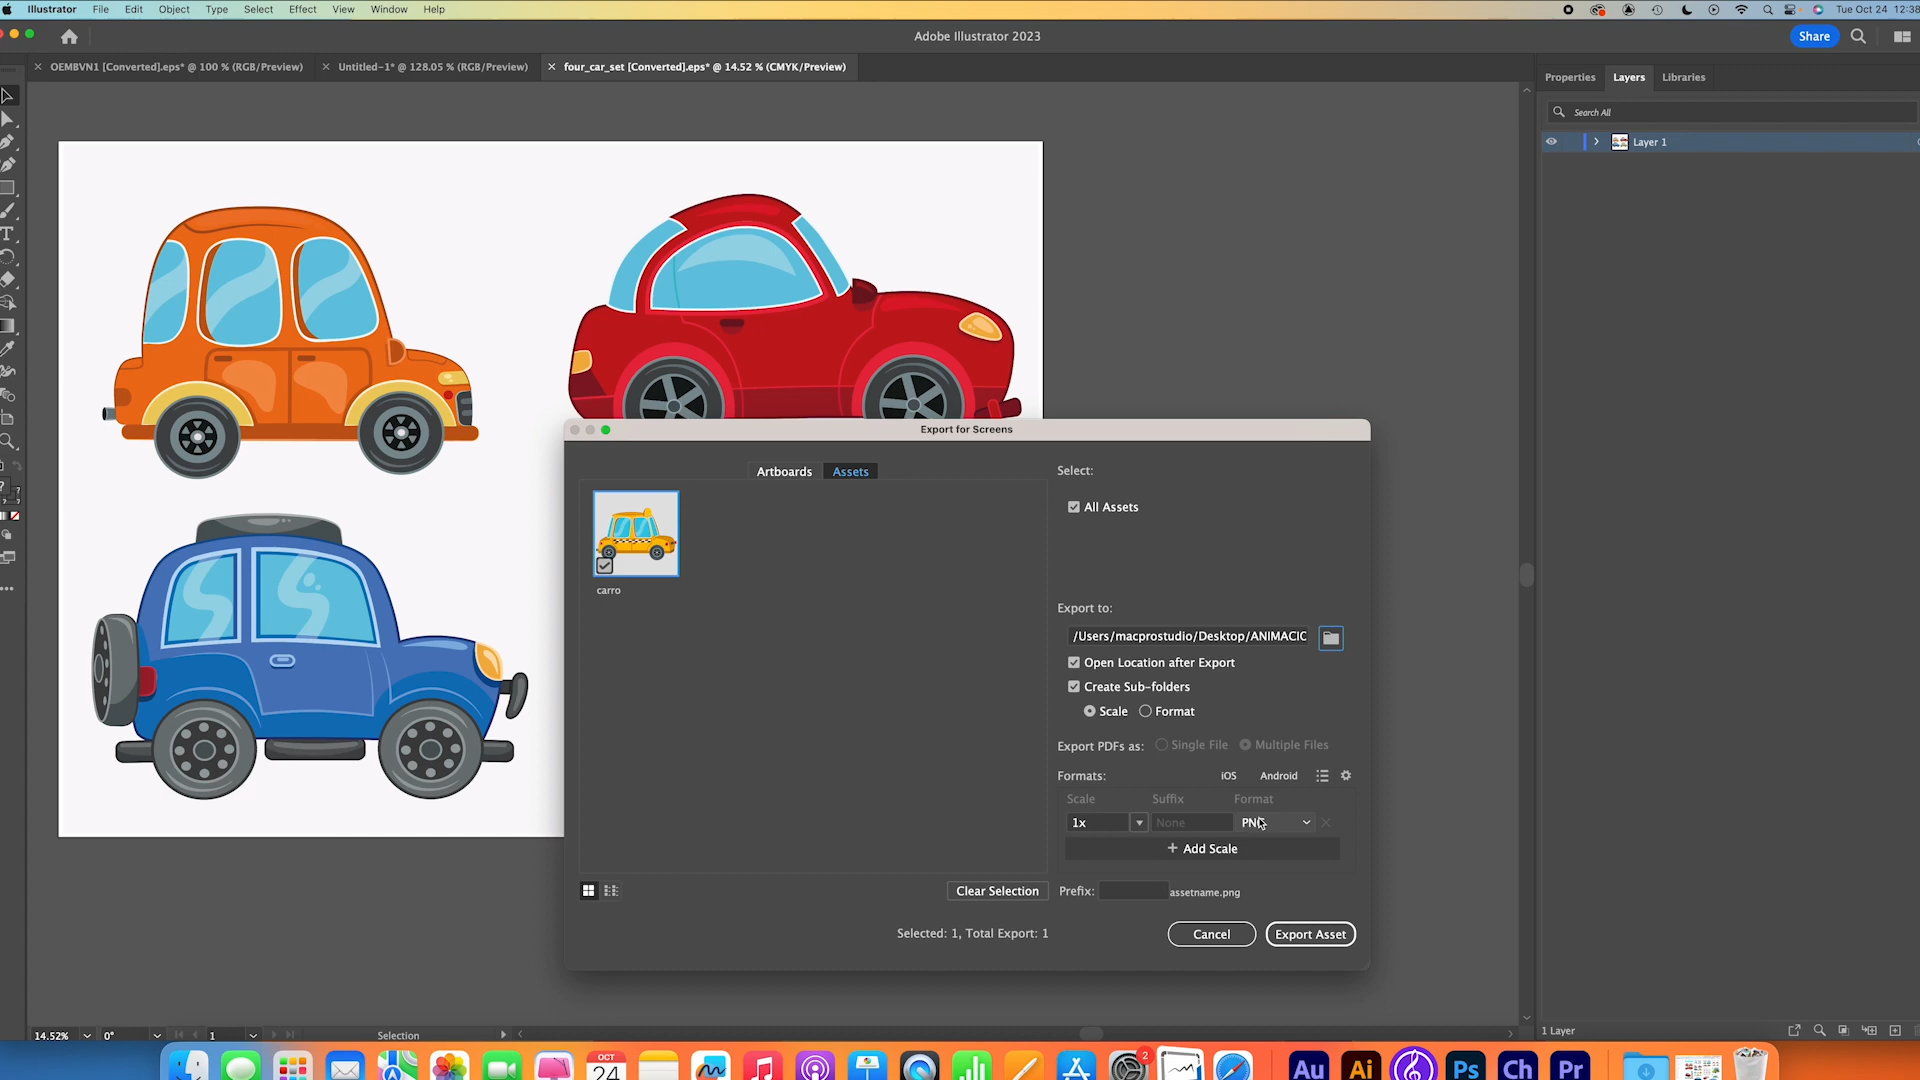 Illustrator File Edit Object Type Select Effect View Window Help Tue Oct 24 12:38
Adobe Illustrator 2023
Share
OEMBVN1 [Converted].eps* @ 100 % (RGB/Preview)
Untitled-1* @ 128.05 % (RGB/Preview)
four_car_set [Converted].eps* @ 14.52 % (CMYK/Preview)
Properties Layers Libraries
Search All
Layer 1
Export for Screens
Artboards Assets
Select:
All Assets
carro
Export to:
/Users/macprostudio/Desktop/ANIMACIC
Open Location after Export
Create Sub-folders
Scale Format
Export PDFs as: Single File Multiple Files
Formats: iOS Android
Scale Suffix Format
1x None PNG
+ Add Scale
Clear Selection
Prefix: assetname.png
Selected: 1, Total Export: 1
Cancel
Export Asset
14.52% 0° 1 Selection
1 Layer
OCT
24
2
Au Ai Ps Ch Pr